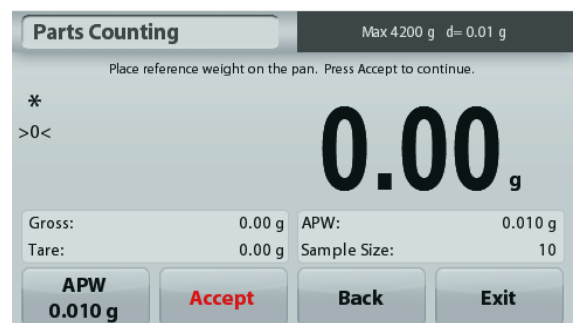 Parts Counting
Max 4200 g d= 0.01 g
Place reference weight on the pan. Press Accept to continue.
*
>0<
0.00 g
Gross: 0.00 g APW: 0.010 g
Tare: 0.00 g Sample Size: 10
APW Accept Back Exit
0.010 g